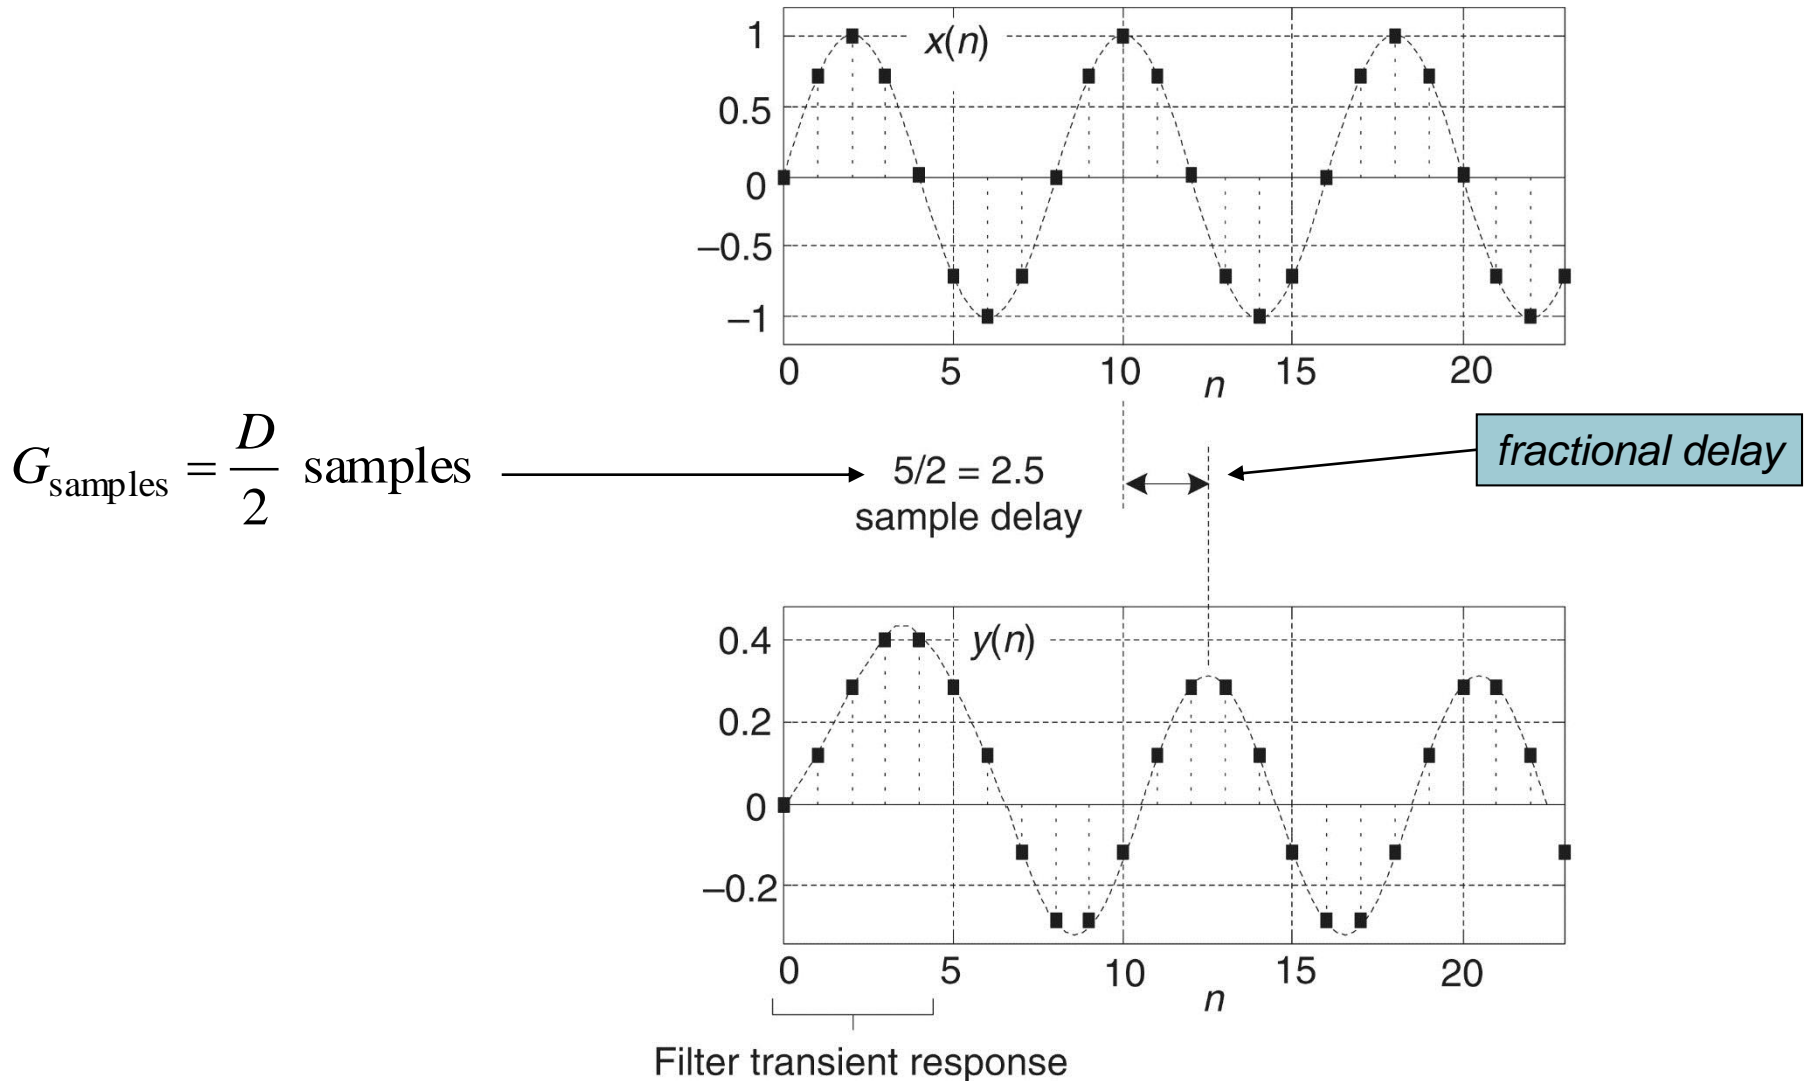 1
x(n)
0.5
0
–0.5
–1
0 5 10 15 20
n
G_samples = D/2 samples
5/2 = 2.5
sample delay
fractional delay
0.4
y(n)
0.2
0
–0.2
0 5 10 15 20
n
Filter transient response